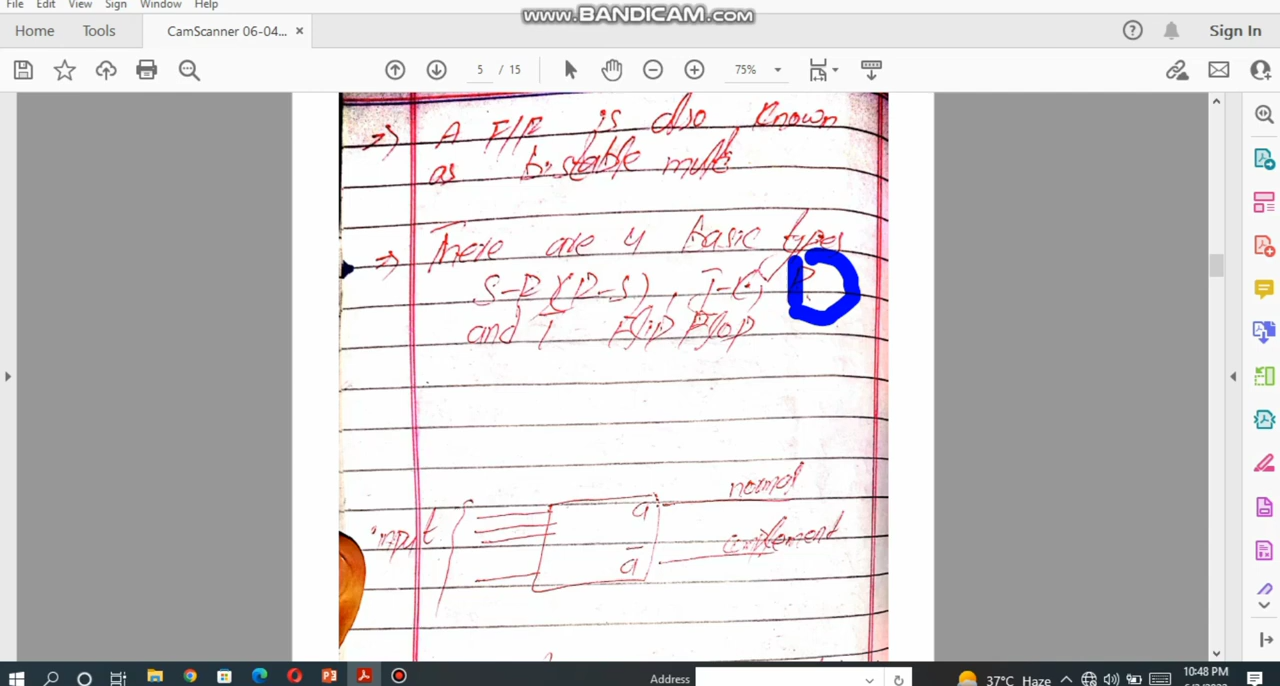 File Edit View Sign Window Help
www.BANDICAM.com
Home Tools CamScanner 06-04... × Sign In
5 / 15 75%
⇒) A F/F is also known
as bistable mult
⇒) There are 4 basic types
S-R (R-S), J-K, D
and T Flip Flop
input
a normal
ā complement
Address
37°C Haze
10:48 PM